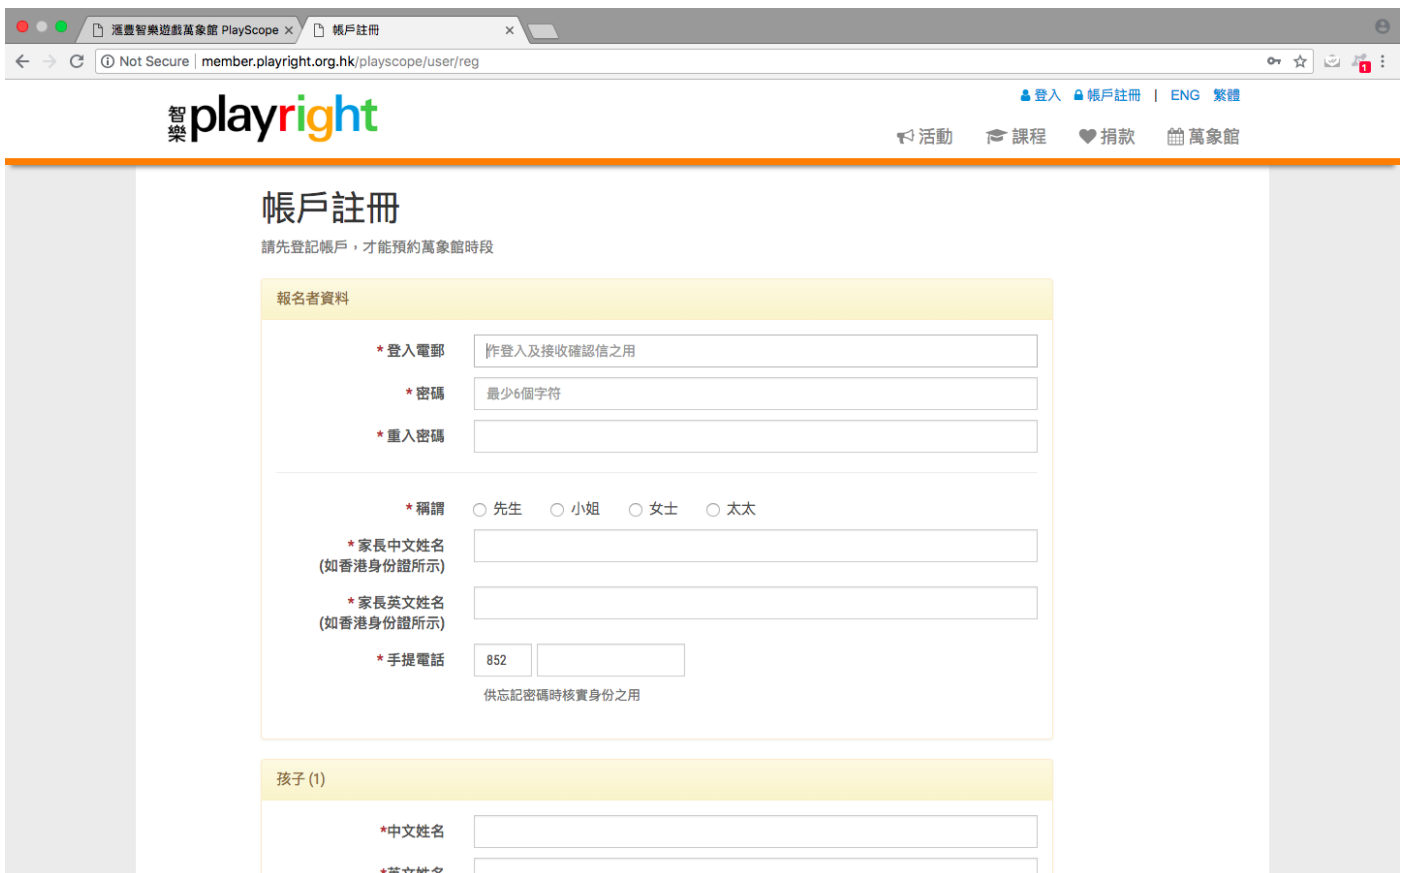 滙豐智樂遊戲萬象館 PlayScope
帳戶註冊
Not Secure | member.playright.org.hk/playscope/user/reg
1
智樂 playright
登入 帳戶註冊 | ENG 繁體
活動 課程 捐款 萬象館
帳戶註冊
請先登記帳戶，才能預約萬象館時段
報名者資料
* 登入電郵 作登入及接收確認信之用
* 密碼 最少6個字符
* 重入密碼
* 稱謂 先生 小姐 女士 太太
* 家長中文姓名
(如香港身份證所示)
* 家長英文姓名
(如香港身份證所示)
* 手提電話 852
供忘記密碼時核實身份之用
孩子 (1)
*中文姓名
*英文姓名